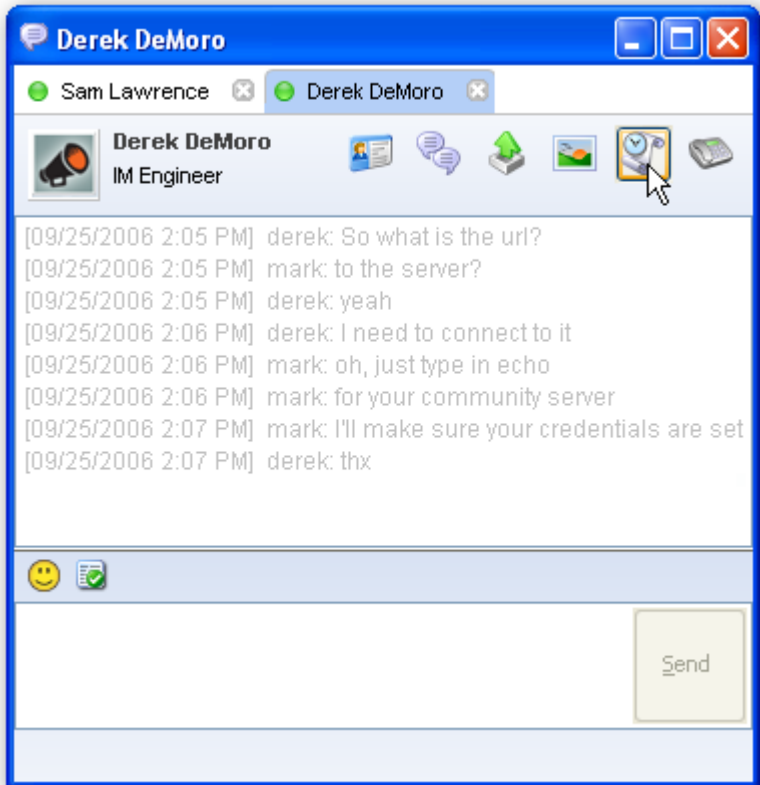 Derek DeMoro
Sam Lawrence
Derek DeMoro
Derek DeMoro
IM Engineer
[09/25/2006 2:05 PM] derek: So what is the url?
[09/25/2006 2:05 PM] mark: to the server?
[09/25/2006 2:05 PM] derek: yeah
[09/25/2006 2:06 PM] derek: I need to connect to it
[09/25/2006 2:06 PM] mark: oh, just type in echo
[09/25/2006 2:06 PM] mark: for your community server
[09/25/2006 2:07 PM] mark: I'll make sure your credentials are set
[09/25/2006 2:07 PM] derek: thx
Send